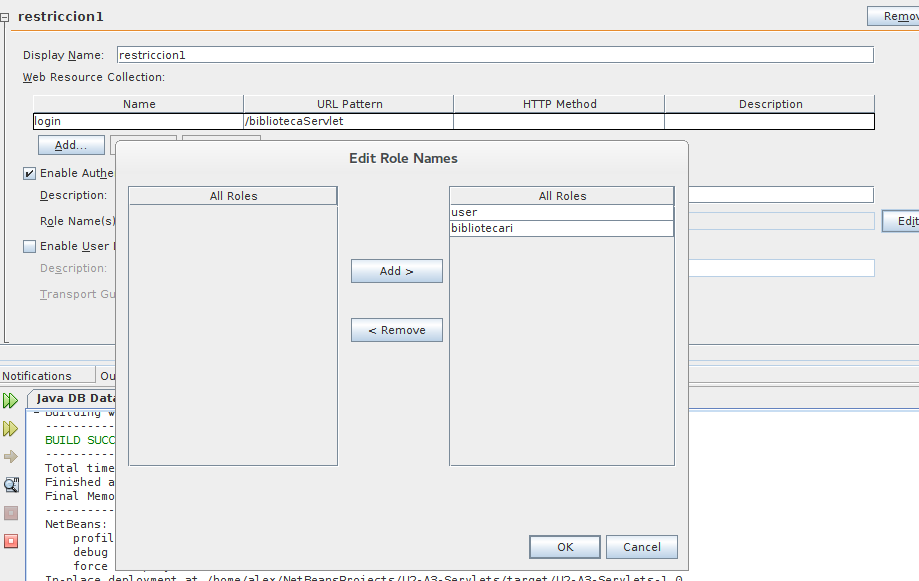 restriccion1
Remov
Display Name: restriccion1
Web Resource Collection:
Name URL Pattern HTTP Method Description
login /bibliotecaServlet
Add...
Enable Authe
Description:
Role Name(s) Edit
Enable User
Description:
Transport Gu
Edit Role Names
All Roles All Roles
user
bibliotecari
Add >
< Remove
OK Cancel
Notifications Ou
Java DB Data
Building w
------------
BUILD SUCC
------------
Total time
Finished a
Final Memo
------------
NetBeans:
profil
debug
force
In-place deployment at /home/alex/NetBeansProjects/U2-A3-Servlets/target/U2-A3-Servlets-1.0